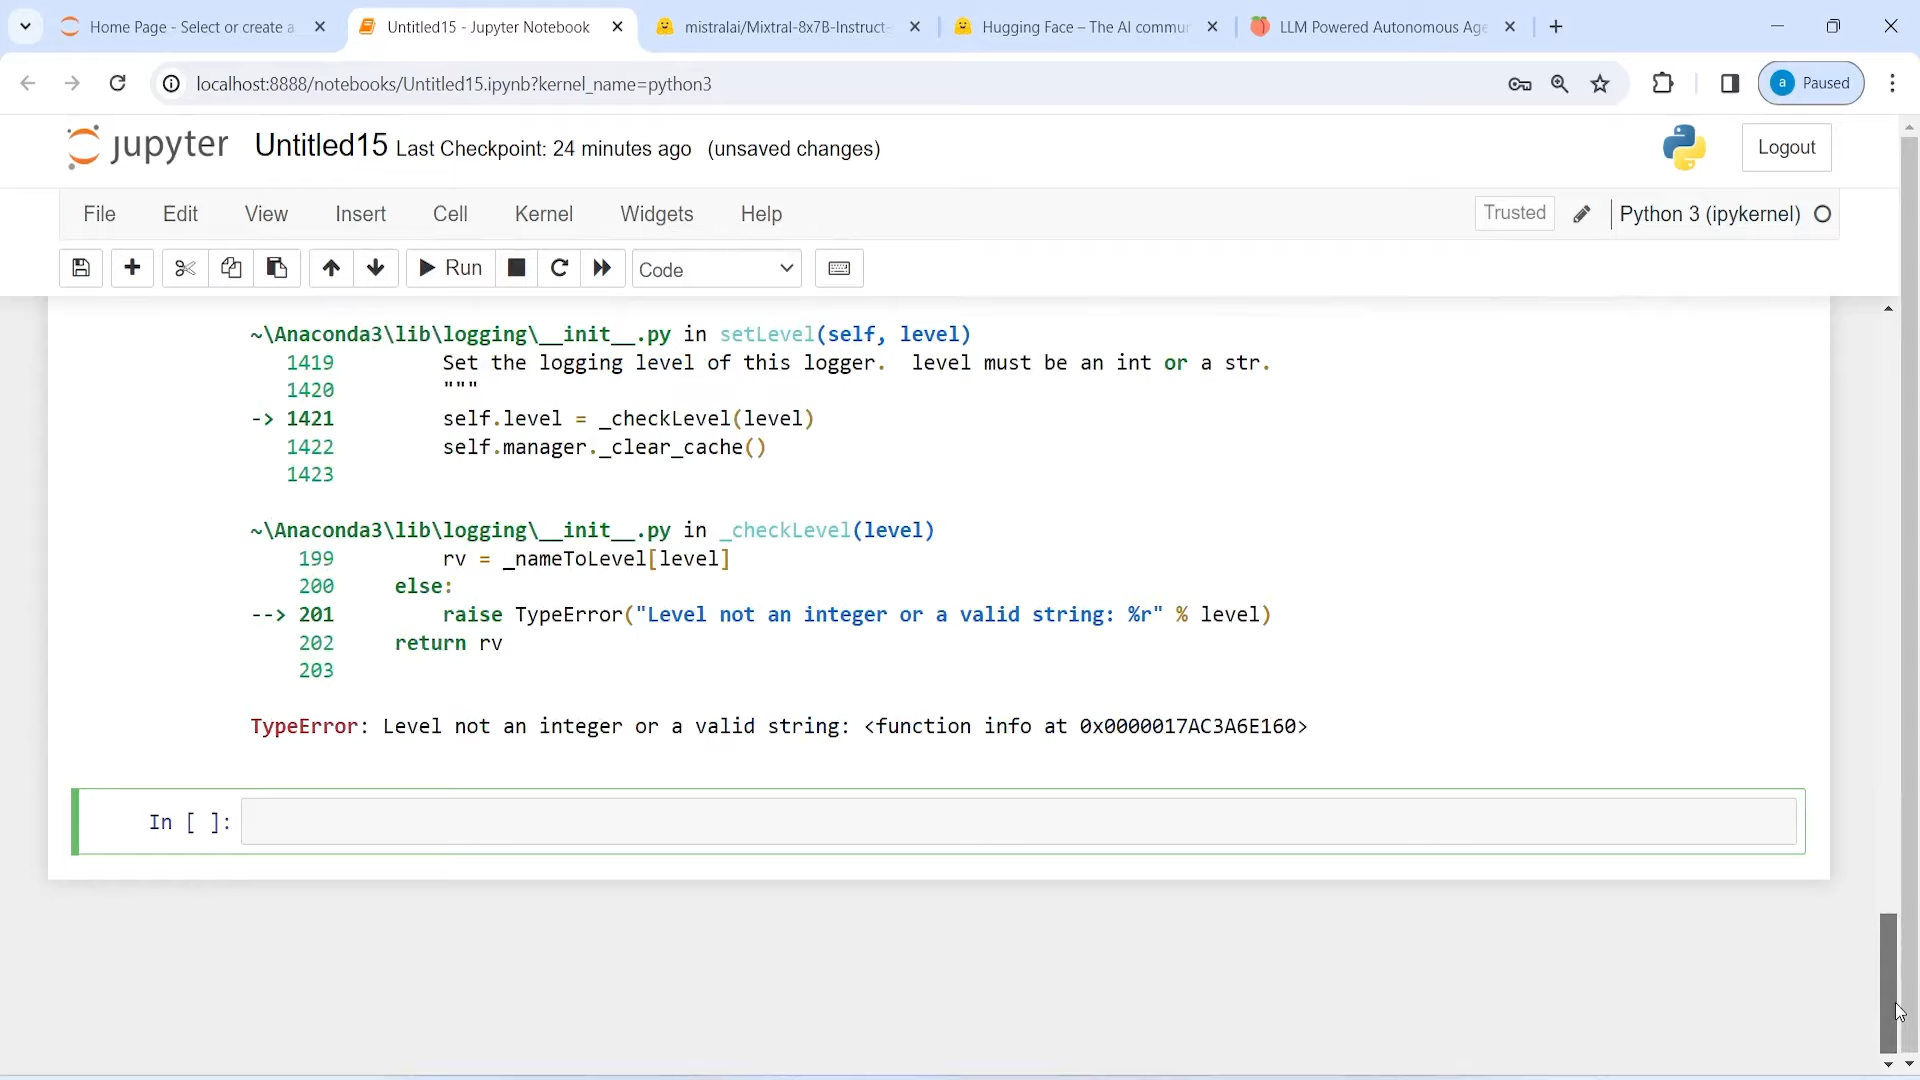 Home Page - Select or create a
Untitled15 - Jupyter Notebook
mistralai/Mixtral-8x7B-Instruct-
Hugging Face – The AI commun
LLM Powered Autonomous Age
localhost:8888/notebooks/Untitled15.ipynb?kernel_name=python3
a Paused
jupyter Untitled15 Last Checkpoint: 24 minutes ago (unsaved changes)
Logout
File Edit View Insert Cell Kernel Widgets Help
Trusted
Python 3 (ipykernel)
Run
Code
~\Anaconda3\lib\logging\__init__.py in setLevel(self, level)
1419 Set the logging level of this logger. level must be an int or a str.
1420 """
-> 1421 self.level = _checkLevel(level)
1422 self.manager._clear_cache()
1423
~\Anaconda3\lib\logging\__init__.py in _checkLevel(level)
199 rv = _nameToLevel[level]
200 else:
--> 201 raise TypeError("Level not an integer or a valid string: %r" % level)
202 return rv
203
TypeError: Level not an integer or a valid string: <function info at 0x0000017AC3A6E160>
In [ ]: